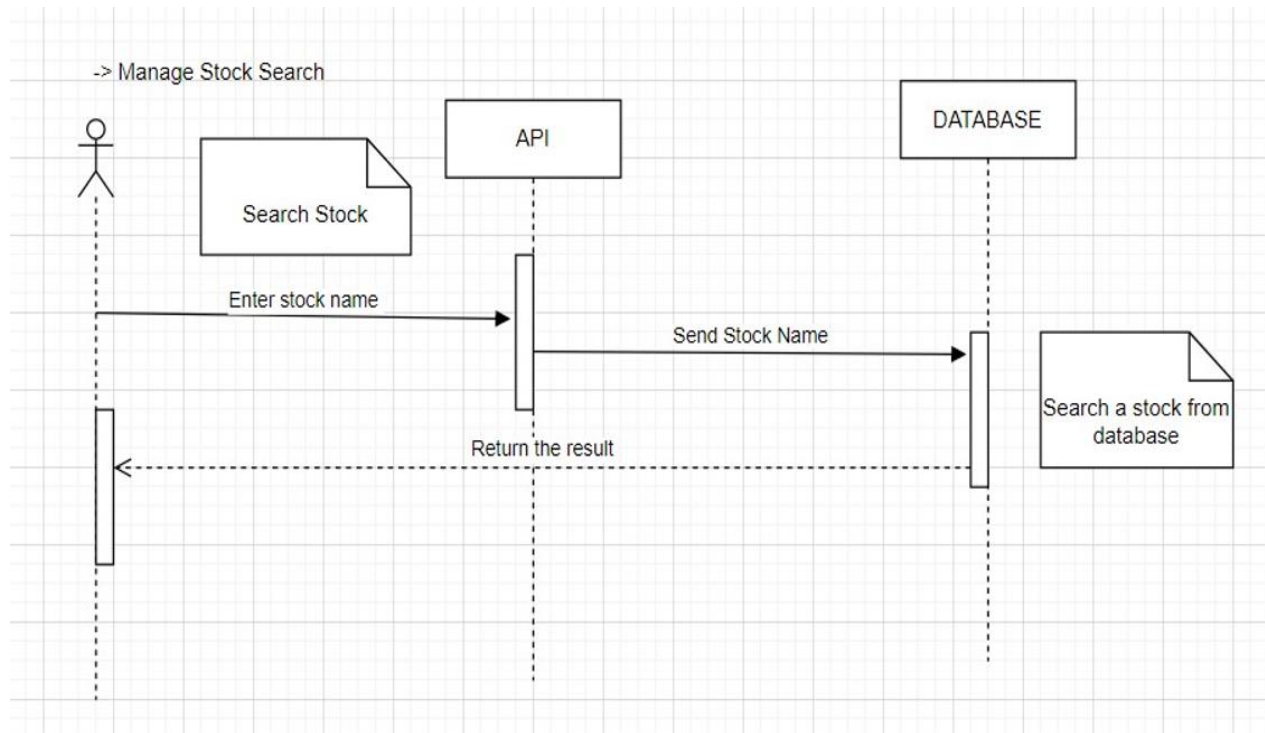 -> Manage Stock Search
API
DATABASE
Search Stock
Enter stock name
Send Stock Name
Search a stock from
database
Return the result